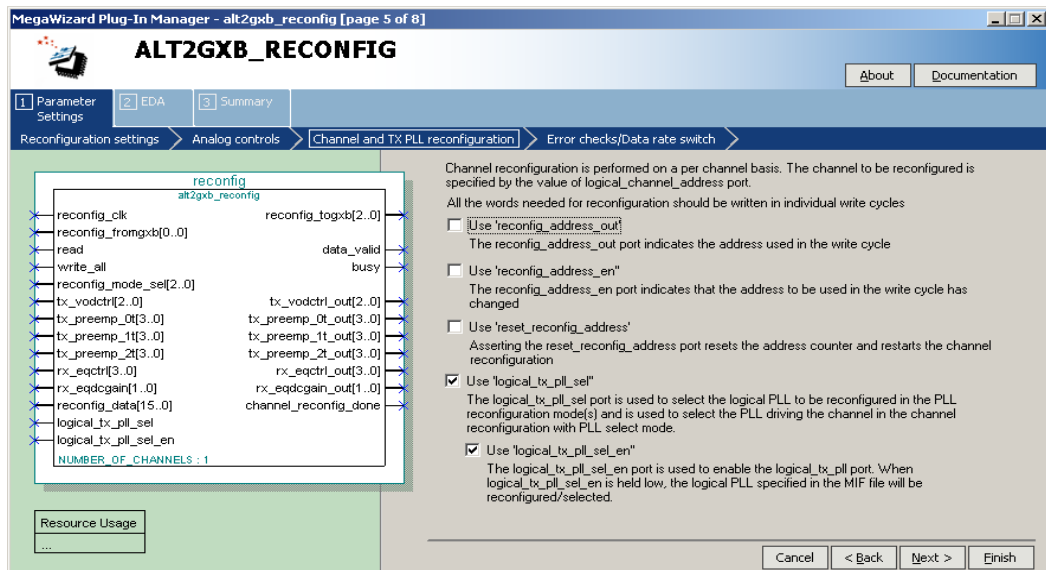 MegaWizard Plug-In Manager - alt2gxb_reconfig [page 5 of 8]
ALT2GXB_RECONFIG
About
Documentation
1 Parameter Settings
2 EDA
3 Summary
Reconfiguration settings
Analog controls
Channel and TX PLL reconfiguration
Error checks/Data rate switch
reconfig
alt2gxb_reconfig
reconfig_clk
reconfig_fromgxb[0..0]
read
write_all
reconfig_mode_sel[2..0]
tx_vodctrl[2..0]
tx_preemp_0t[3..0]
tx_preemp_1t[3..0]
tx_preemp_2t[3..0]
rx_eqctrl[3..0]
rx_eqdcgain[1..0]
reconfig_data[15..0]
logical_tx_pll_sel
logical_tx_pll_sel_en
reconfig_togxb[2..0]
data_valid
busy
tx_vodctrl_out[2..0]
tx_preemp_0t_out[3..0]
tx_preemp_1t_out[3..0]
tx_preemp_2t_out[3..0]
rx_eqctrl_out[3..0]
rx_eqdcgain_out[1..0]
channel_reconfig_done
NUMBER_OF_CHANNELS : 1
Resource Usage
...
Channel reconfiguration is performed on a per channel basis. The channel to be reconfigured is
specified by the value of logical_channel_address port.
All the words needed for reconfiguration should be written in individual write cycles
Use 'reconfig_address_out'
The reconfig_address_out port indicates the address used in the write cycle
Use 'reconfig_address_en"
The reconfig_address_en port indicates that the address to be used in the write cycle has
changed
Use 'reset_reconfig_address'
Asserting the reset_reconfig_address port resets the address counter and restarts the channel
reconfiguration
Use 'logical_tx_pll_sel"
The logical_tx_pll_sel port is used to select the logical PLL to be reconfigured in the PLL
reconfiguration mode(s) and is used to select the PLL driving the channel in the channel
reconfiguration with PLL select mode.
Use 'logical_tx_pll_sel_en"
The logical_tx_pll_sel_en port is used to enable the logical_tx_pll port. When
logical_tx_pll_sel_en is held low, the logical PLL specified in the MIF file will be
reconfigured/selected.
Cancel
< Back
Next >
Finish